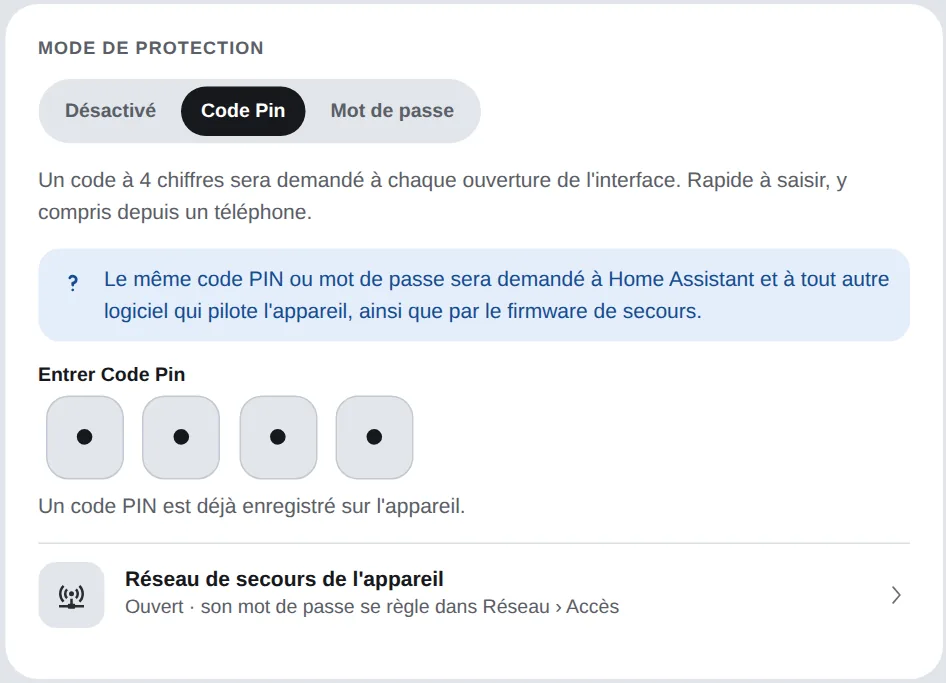 MODE DE PROTECTION
Désactivé
Code Pin
Mot de passe
Un code à 4 chiffres sera demandé à chaque ouverture de l'interface. Rapide à saisir, y
compris depuis un téléphone.
? Le même code PIN ou mot de passe sera demandé à Home Assistant et à tout autre
logiciel qui pilote l'appareil, ainsi que par le firmware de secours.
Entrer Code Pin
Un code PIN est déjà enregistré sur l'appareil.
Réseau de secours de l'appareil
Ouvert · son mot de passe se règle dans Réseau › Accès